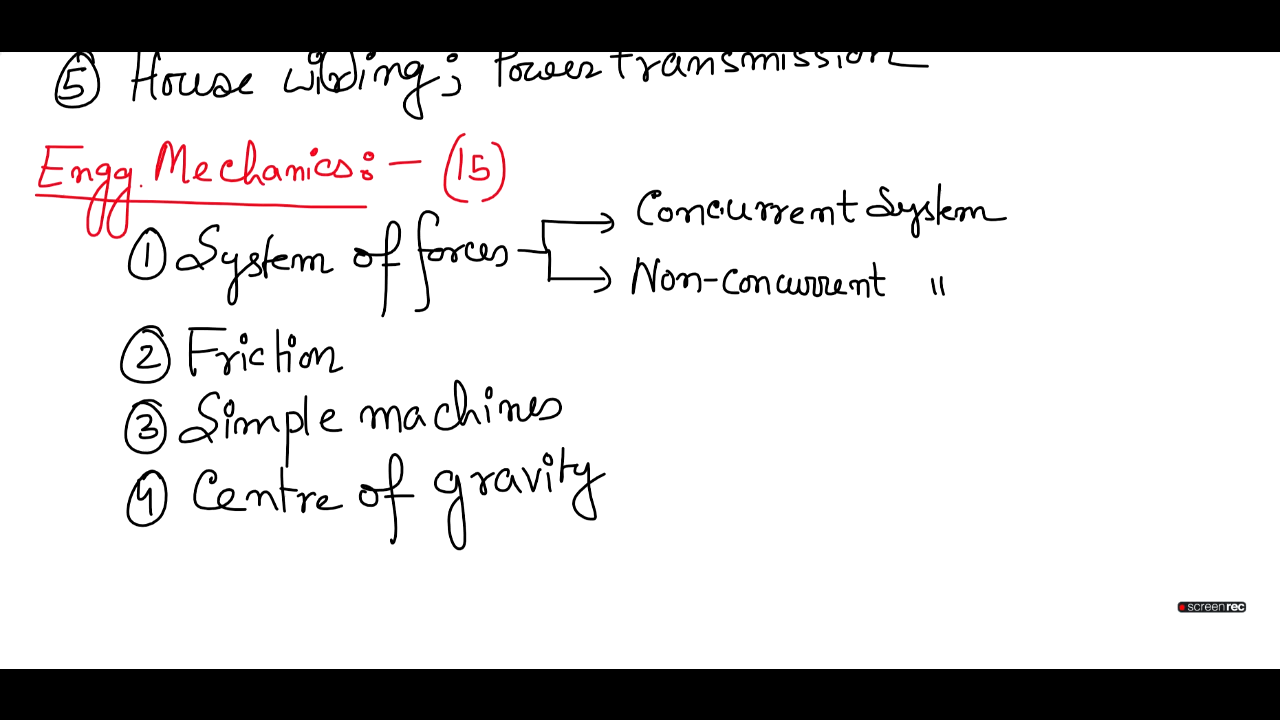 ⑤ House wiring; Power transmission
Engg. Mechanics:- (15)
① System of forces → Concurrent System
→ Non-concurrent "
② Friction
③ Simple machines
④ Centre of gravity
screenrec